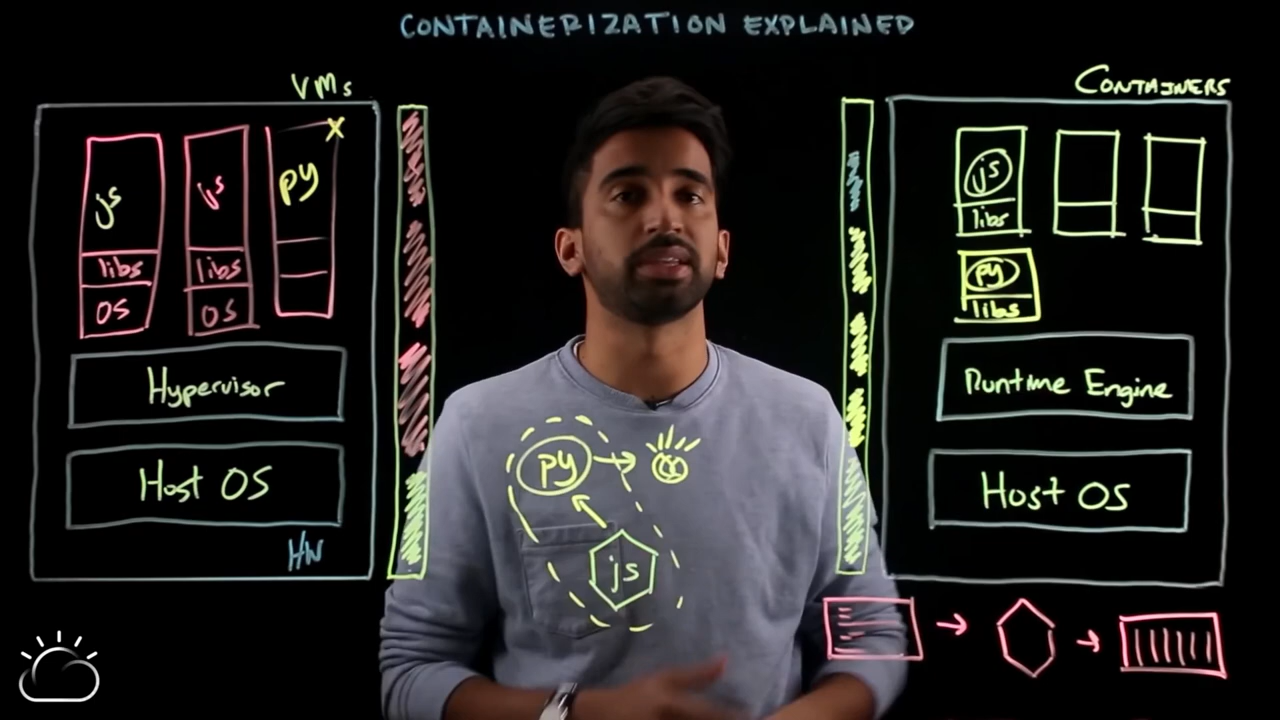 CONTAINERIZATION EXPLAINED
VMs
js
libs
OS
js
libs
OS
py
Hypervisor
Host OS
HW
py
js
CONTAINERS
js
libs
py
libs
Runtime Engine
Host OS